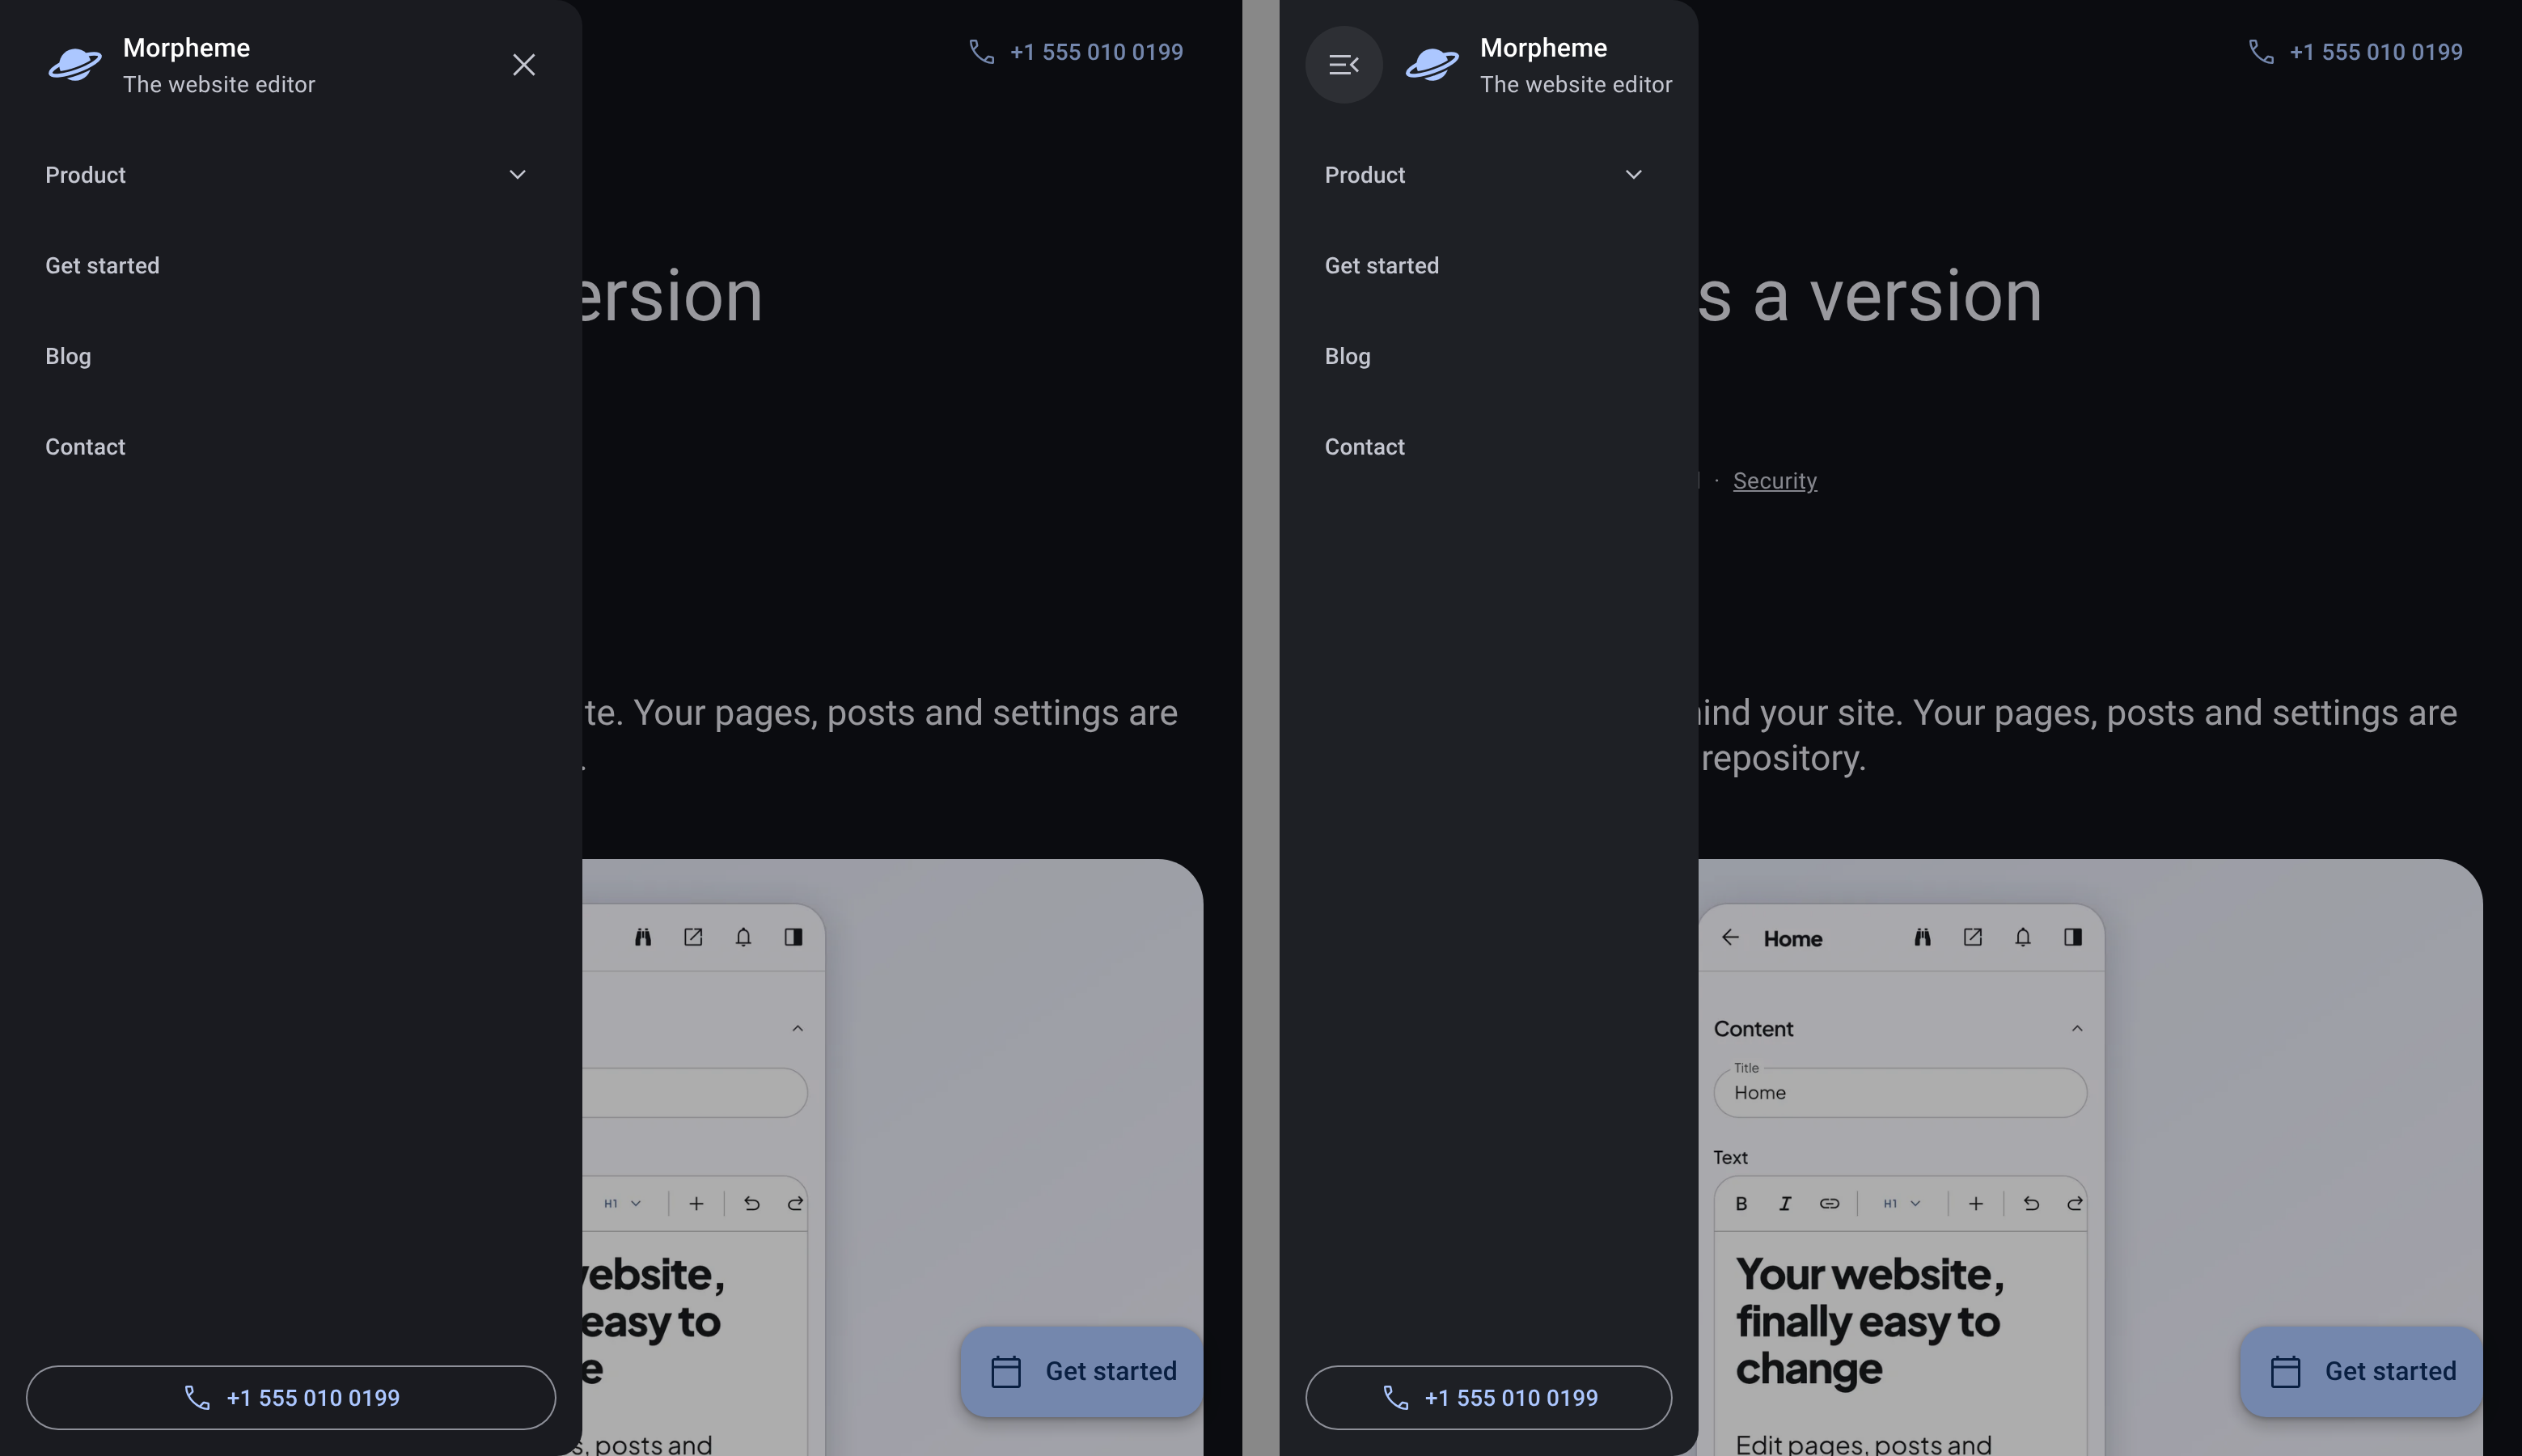 Morpheme
The website editor
+1 555 010 0199
Product
Get started
ersion
Blog
Contact
te. Your pages, posts and settings are
.
H1
ebsite,
easy to
e
Get started
+1 555 010 0199
s, posts and
Morpheme
The website editor
+1 555 010 0199
Product
Get started
s a version
Blog
Contact
· Security
ind your site. Your pages, posts and settings are
repository.
Home
Content
Title
Home
Text
B I H1
Your website,
finally easy to
change
Get started
+1 555 010 0199
Edit pages, posts and